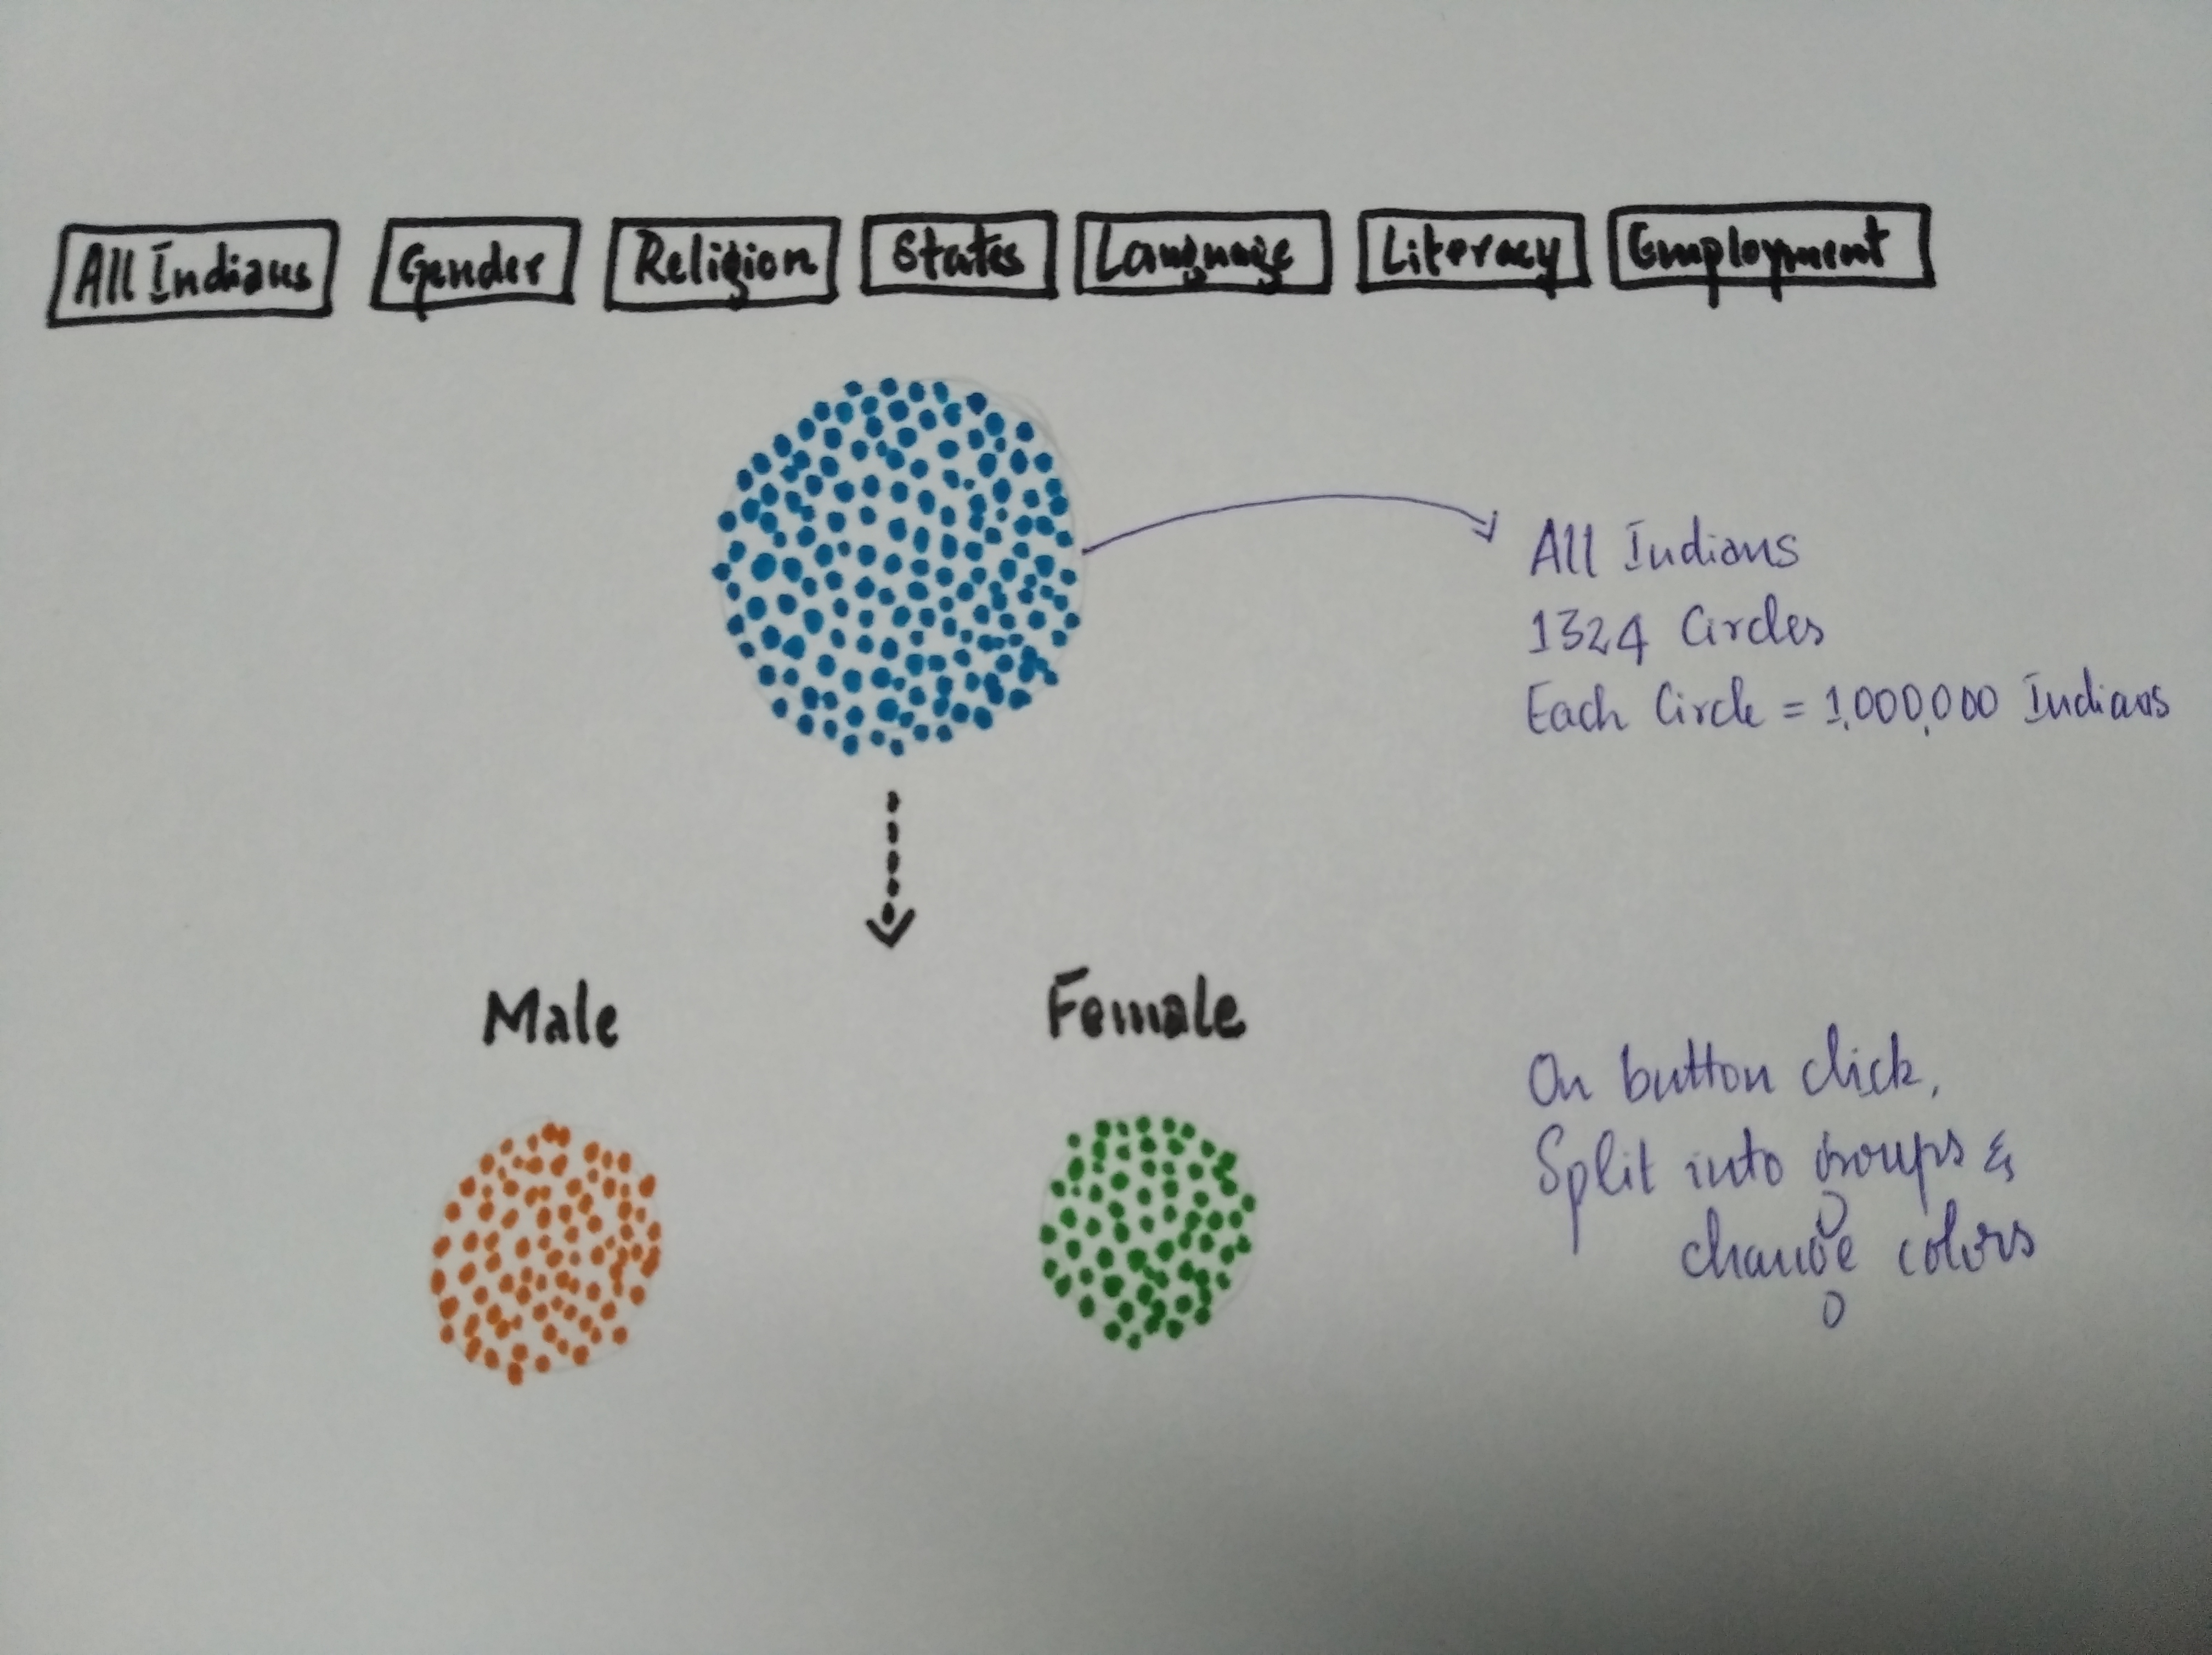 All Indians Gender Religion States Language Literacy Employment
All Indians
1324 Circles
Each Circle = 1,000,000 Indians
Male Female
On button click,
Split into groups &
change colors